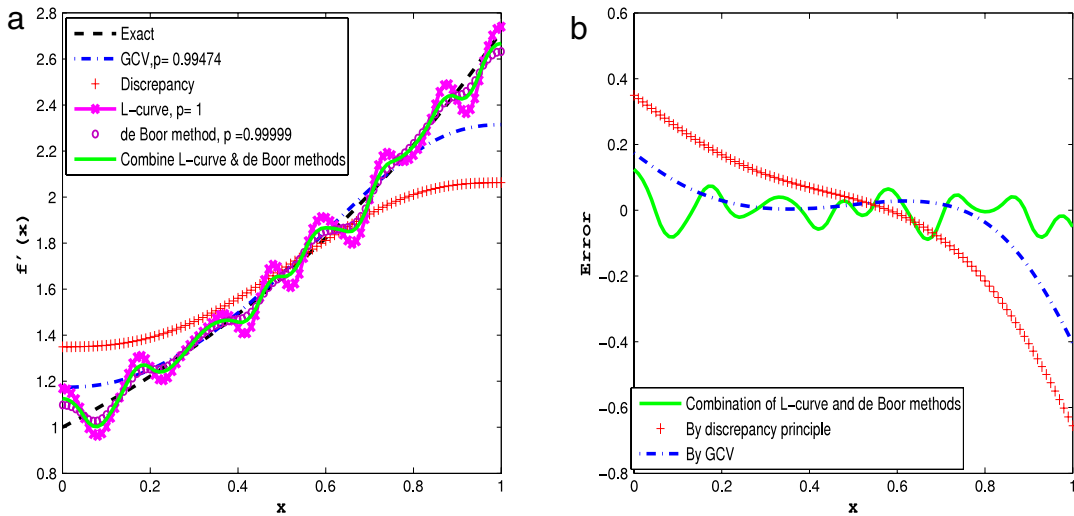 a
2.8
2.6
2.4
2.2
2
1.8
1.6
1.4
1.2
1
0.8
f' (x)
Exact
GCV,p= 0.99474
Discrepancy
L-curve, p= 1
de Boor method, p =0.99999
Combine L-curve & de Boor methods
0 0.2 0.4 0.6 0.8 1
x
b
0.6
0.4
0.2
0
−0.2
−0.4
−0.6
−0.8
Error
Combination of L-curve and de Boor methods
By discrepancy principle
By GCV
0 0.2 0.4 0.6 0.8 1
x